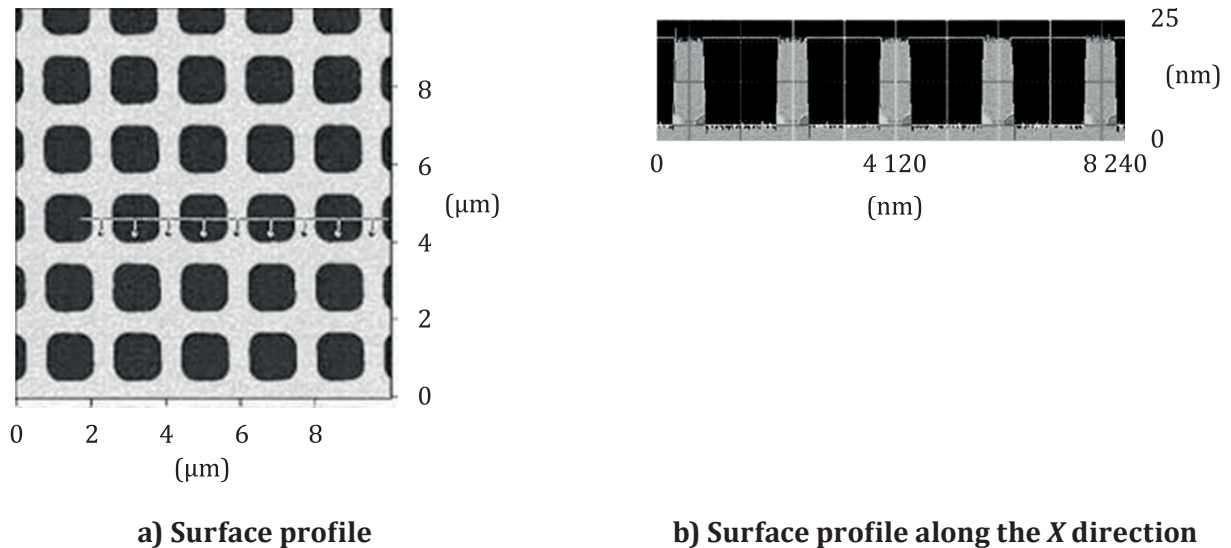 8
6
4
2
0
(μm)
0 2 4 6 8
(μm)
a) Surface profile
25
(nm)
0
0 4 120 8 240
(nm)
b) Surface profile along the X direction